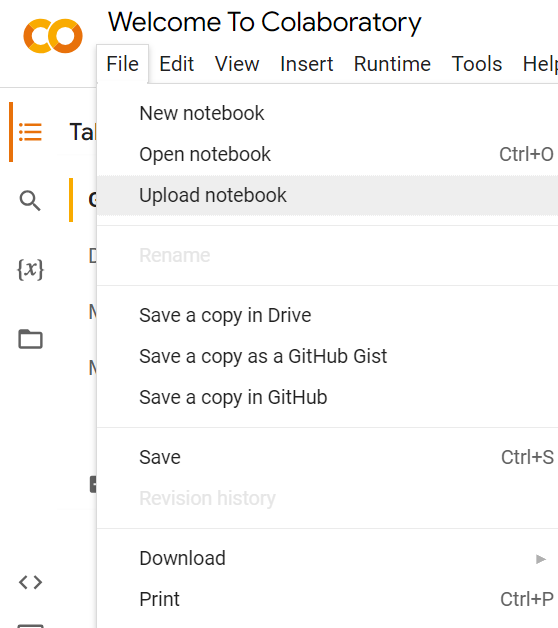 Welcome To Colaboratory
File Edit View Insert Runtime Tools Help
New notebook
Open notebook Ctrl+O
Upload notebook
Rename
Save a copy in Drive
Save a copy as a GitHub Gist
Save a copy in GitHub
Save Ctrl+S
Revision history
Download
Print Ctrl+P
{x}